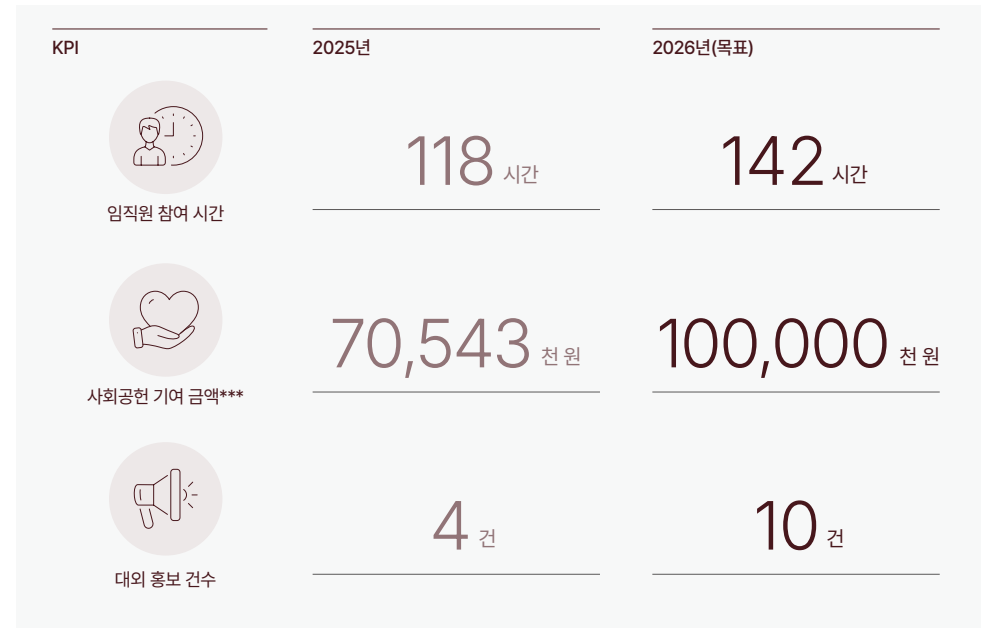 KPI 2025년 2026년(목표)
118 시간 142 시간
임직원 참여 시간
70,543 천 원 100,000 천 원
사회공헌 기여 금액***
4 건 10 건
대외 홍보 건수